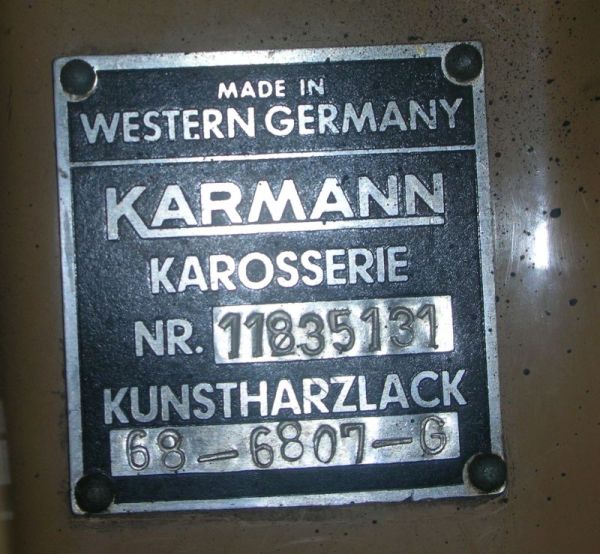 MADE IN
WESTERN GERMANY
KARMANN
KAROSSERIE
NR. 11835131
KUNSTHARZLACK
68-6807-G